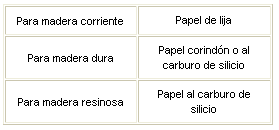 Para madera corriente
Papel de lija
Para madera dura
Papel corindón o al
carburo de silicio
Para madera resinosa
Papel al carburo de
silicio